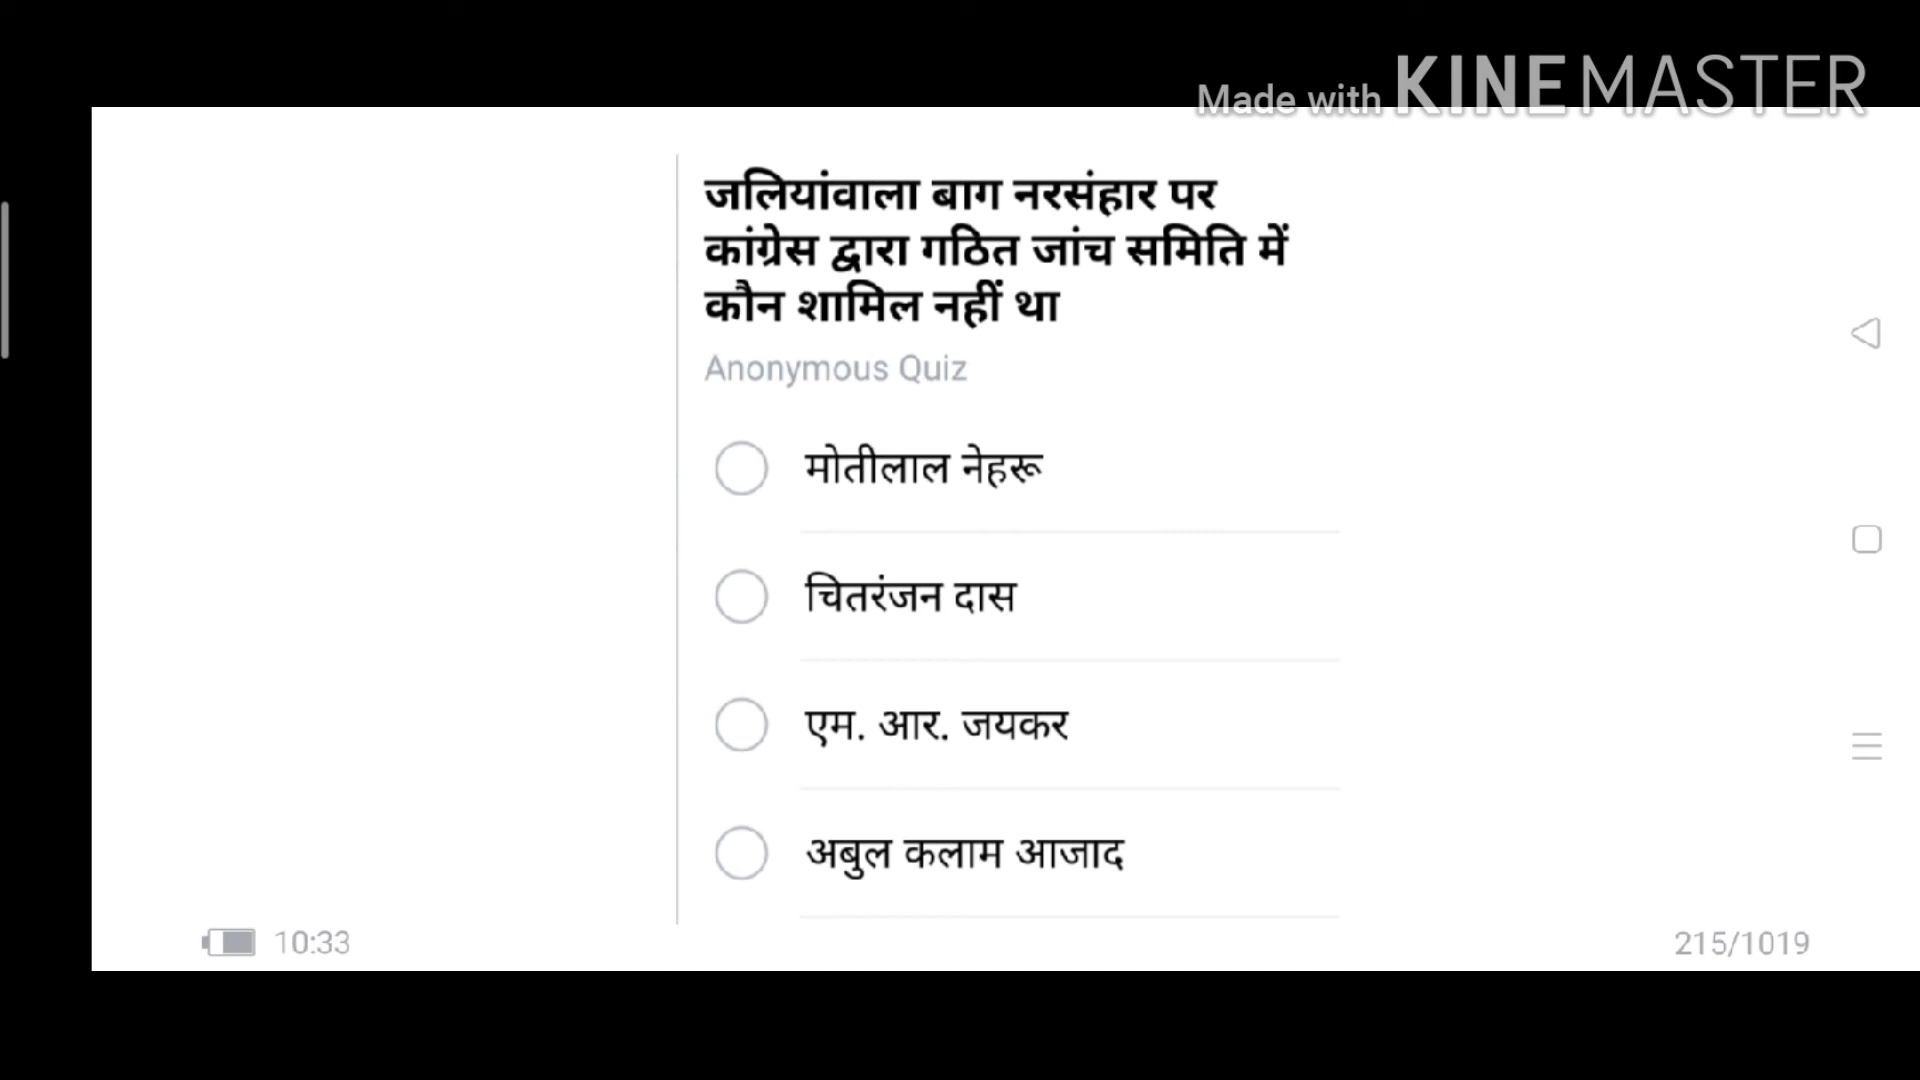 Made with KINEMASTER
जलियांवाला बाग नरसंहार पर
कांग्रेस द्वारा गठित जांच समिति में
कौन शामिल नहीं था
Anonymous Quiz
मोतीलाल नेहरू
चितरंजन दास
एम. आर. जयकर
अबुल कलाम आजाद
10:33
215/1019